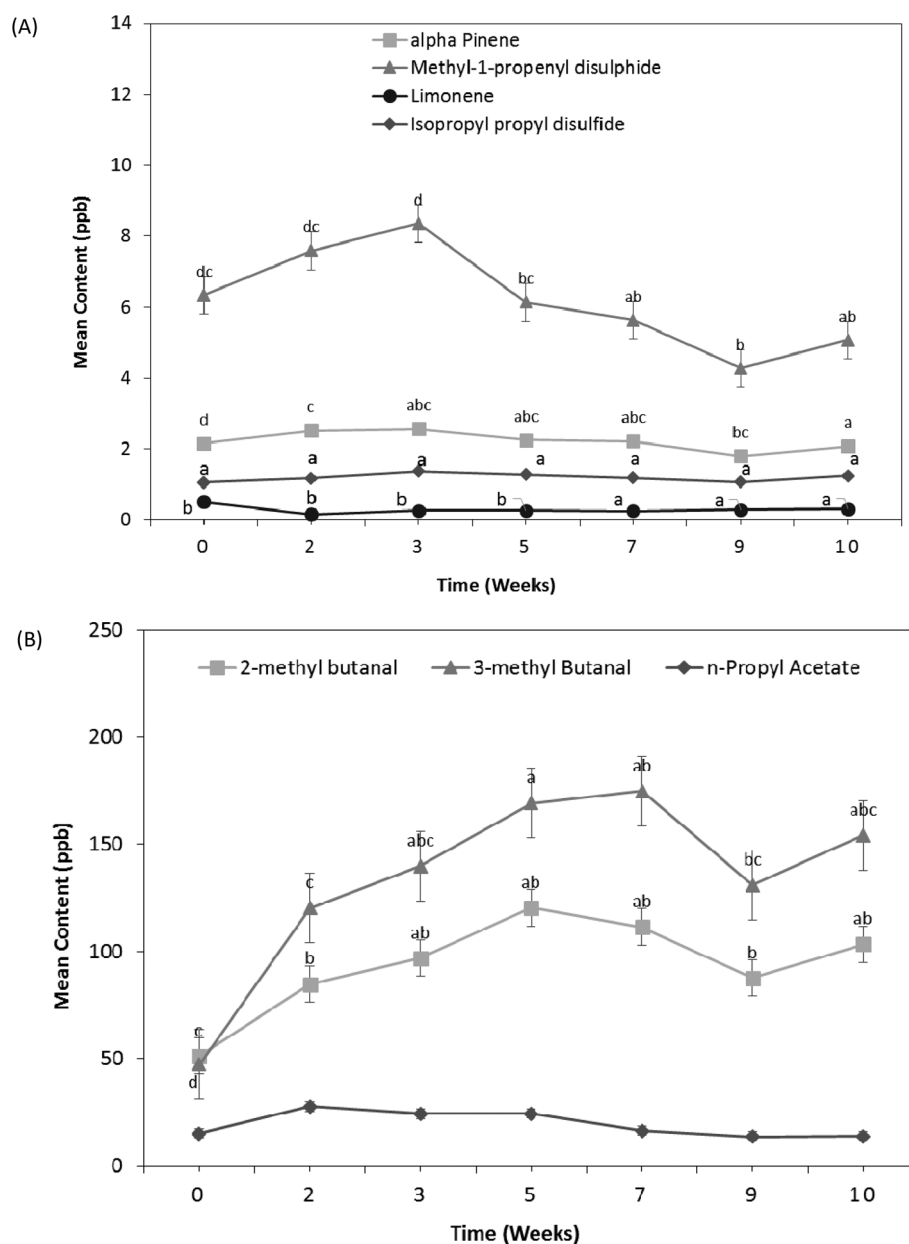 (A)
14
12
10
8
6
4
2
0
Mean Content (ppb)
alpha Pinene
Methyl-1-propenyl disulphide
Limonene
Isopropyl propyl disulfide
dc dc d bc ab b ab
d c abc abc abc bc a
a a a a a a a
b b b b a a a
0 2 3 5 7 9 10
Time (Weeks)
(B)
250
200
150
100
50
0
Mean Content (ppb)
2-methyl butanal 3-methyl Butanal n-Propyl Acetate
d c abc a ab bc abc
c b ab ab ab b ab
0 2 3 5 7 9 10
Time (Weeks)